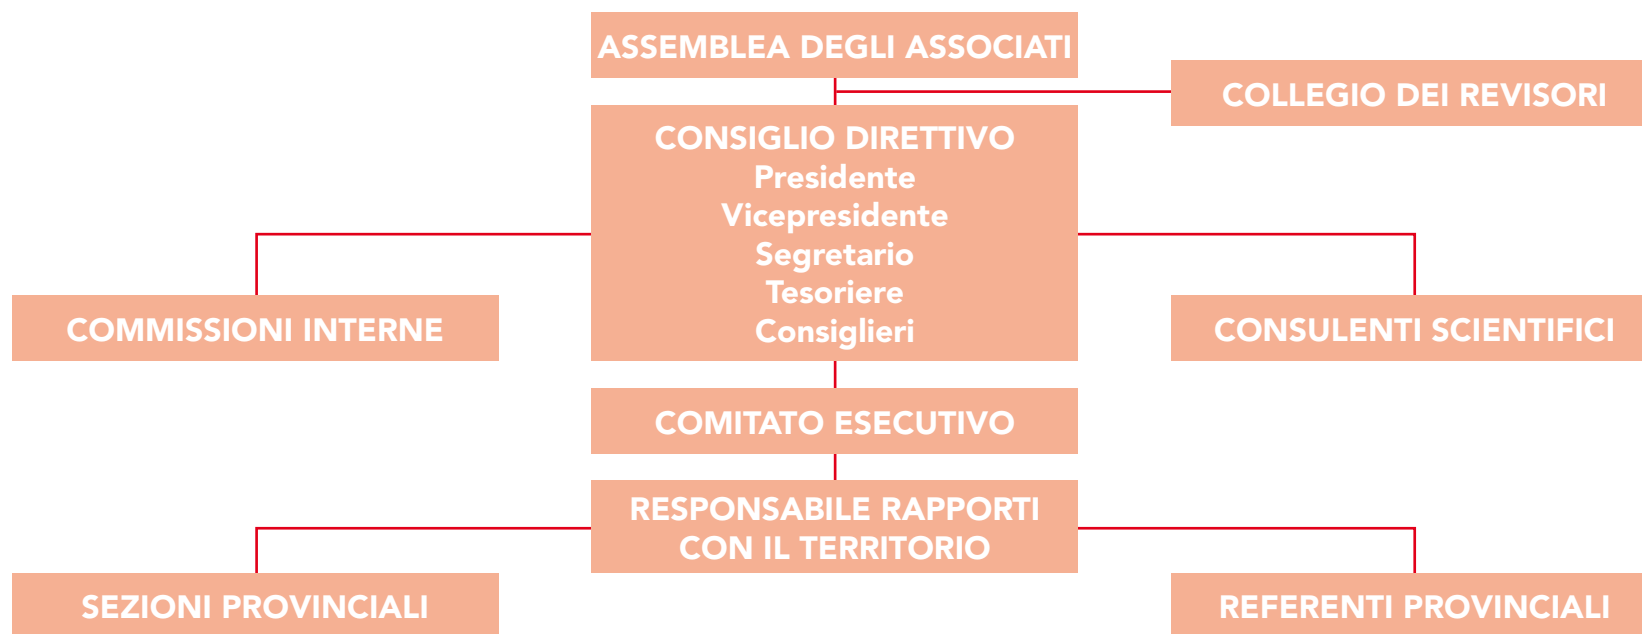 ASSEMBLEA DEGLI ASSOCIATI
COLLEGIO DEI REVISORI
CONSIGLIO DIRETTIVO
Presidente
Vicepresidente
Segretario
Tesoriere
Consiglieri
COMMISSIONI INTERNE
CONSULENTI SCIENTIFICI
COMITATO ESECUTIVO
RESPONSABILE RAPPORTI
CON IL TERRITORIO
SEZIONI PROVINCIALI
REFERENTI PROVINCIALI